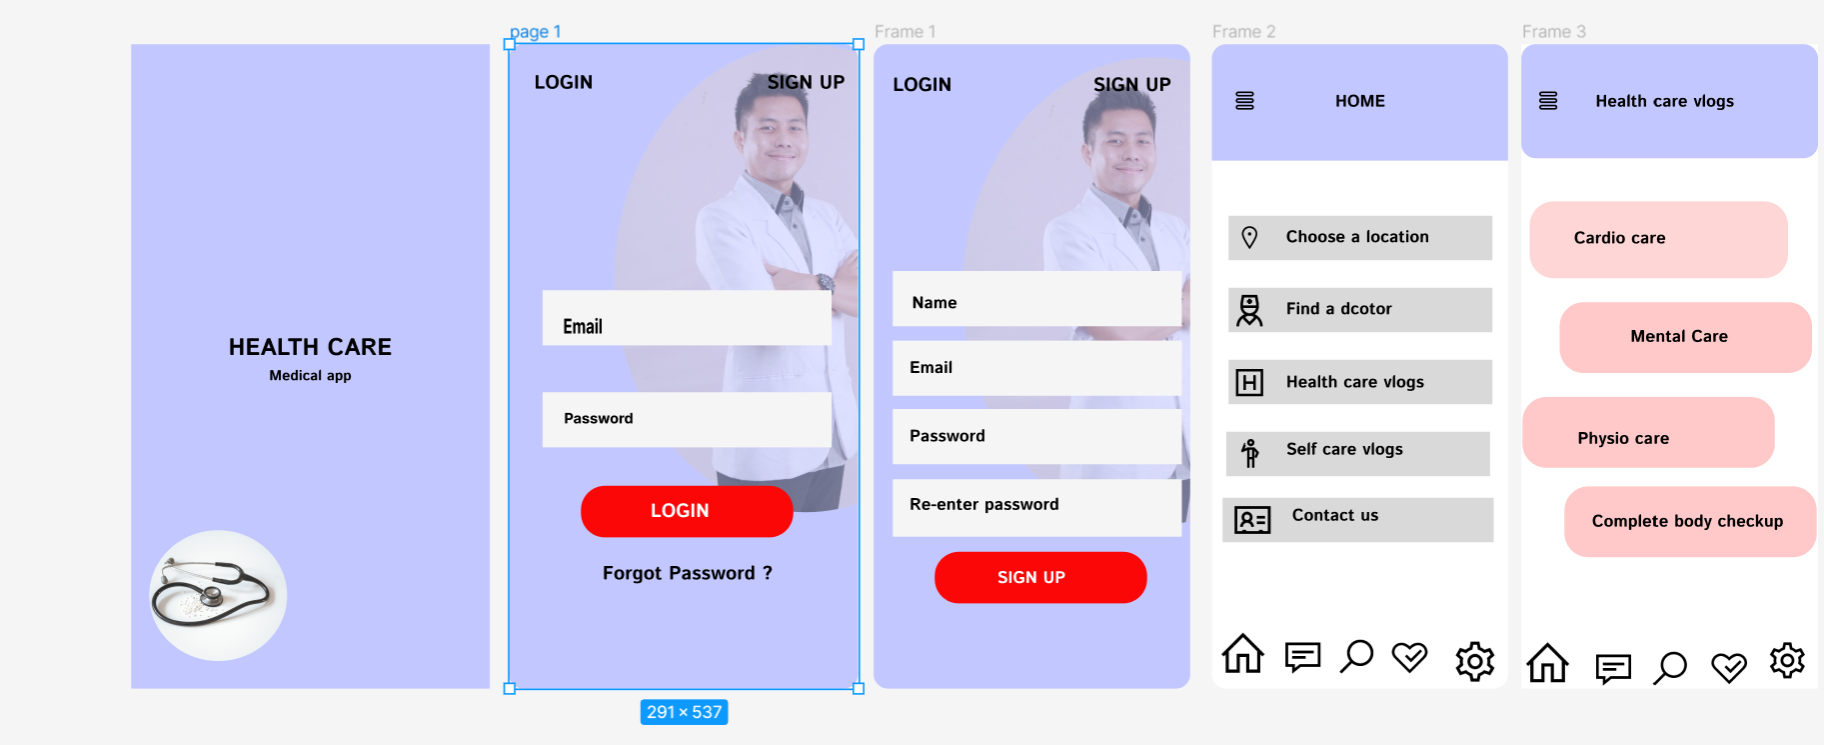 page 1
Frame 1
Frame 2
Frame 3
HEALTH CARE
Medical app
LOGIN
SIGN UP
Email
Password
LOGIN
Forgot Password ?
291 × 537
LOGIN
SIGN UP
Name
Email
Password
Re-enter password
SIGN UP
HOME
Choose a location
Find a dcotor
H
Health care vlogs
Self care vlogs
Contact us
Health care vlogs
Cardio care
Mental Care
Physio care
Complete body checkup